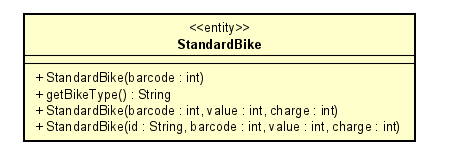 <<entity>>
StandardBike
+ StandardBike(barcode : int)
+ getBikeType() : String
+ StandardBike(barcode : int, value : int, charge : int)
+ StandardBike(id : String, barcode : int, value : int, charge : int)